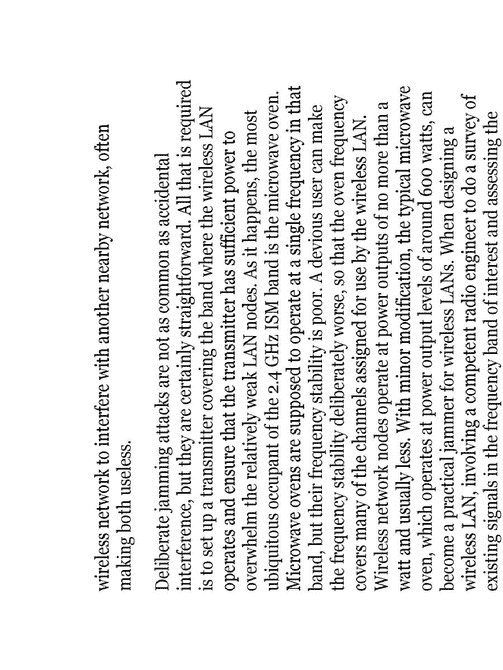 wireless network to interfere with another nearby network, often
making both useless.
Deliberate jamming attacks are not as common as accidental
interference, but they are certainly straightforward. All that is required
is to set up a transmitter covering the band where the wireless LAN
operates and ensure that the transmitter has sufficient power to
overwhelm the relatively weak LAN nodes. As it happens, the most
ubiquitous occupant of the 2.4 GHz ISM band is the microwave oven.
Microwave ovens are supposed to operate at a single frequency in that
band, but their frequency stability is poor. A devious user can make
the frequency stability deliberately worse, so that the oven frequency
covers many of the channels assigned for use by the wireless LAN.
Wireless network nodes operate at power outputs of no more than a
watt and usually less. With minor modification, the typical microwave
oven, which operates at power output levels of around 600 watts, can
become a practical jammer for wireless LANs. When designing a
wireless LAN, involving a competent radio engineer to do a survey of
existing signals in the frequency band of interest and assessing the